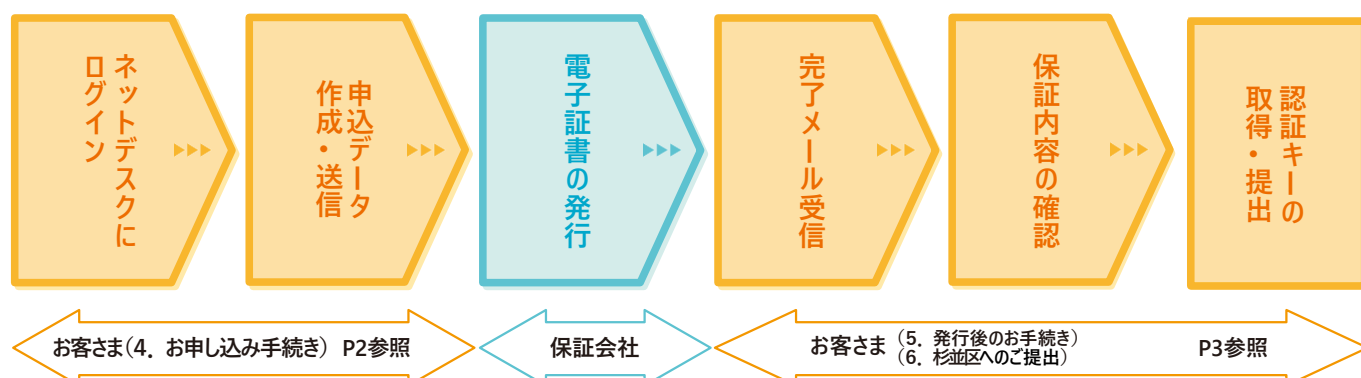 ネットデスクに
ログイン
申込データ
作成・送信
電子証書の発行
完了メール受信
保証内容の確認
認証キーの
取得・提出
お客さま(4．お申し込み手続き) P2参照
保証会社
お客さま (5．発行後のお手続き)
(6．杉並区へのご提出)
P3参照